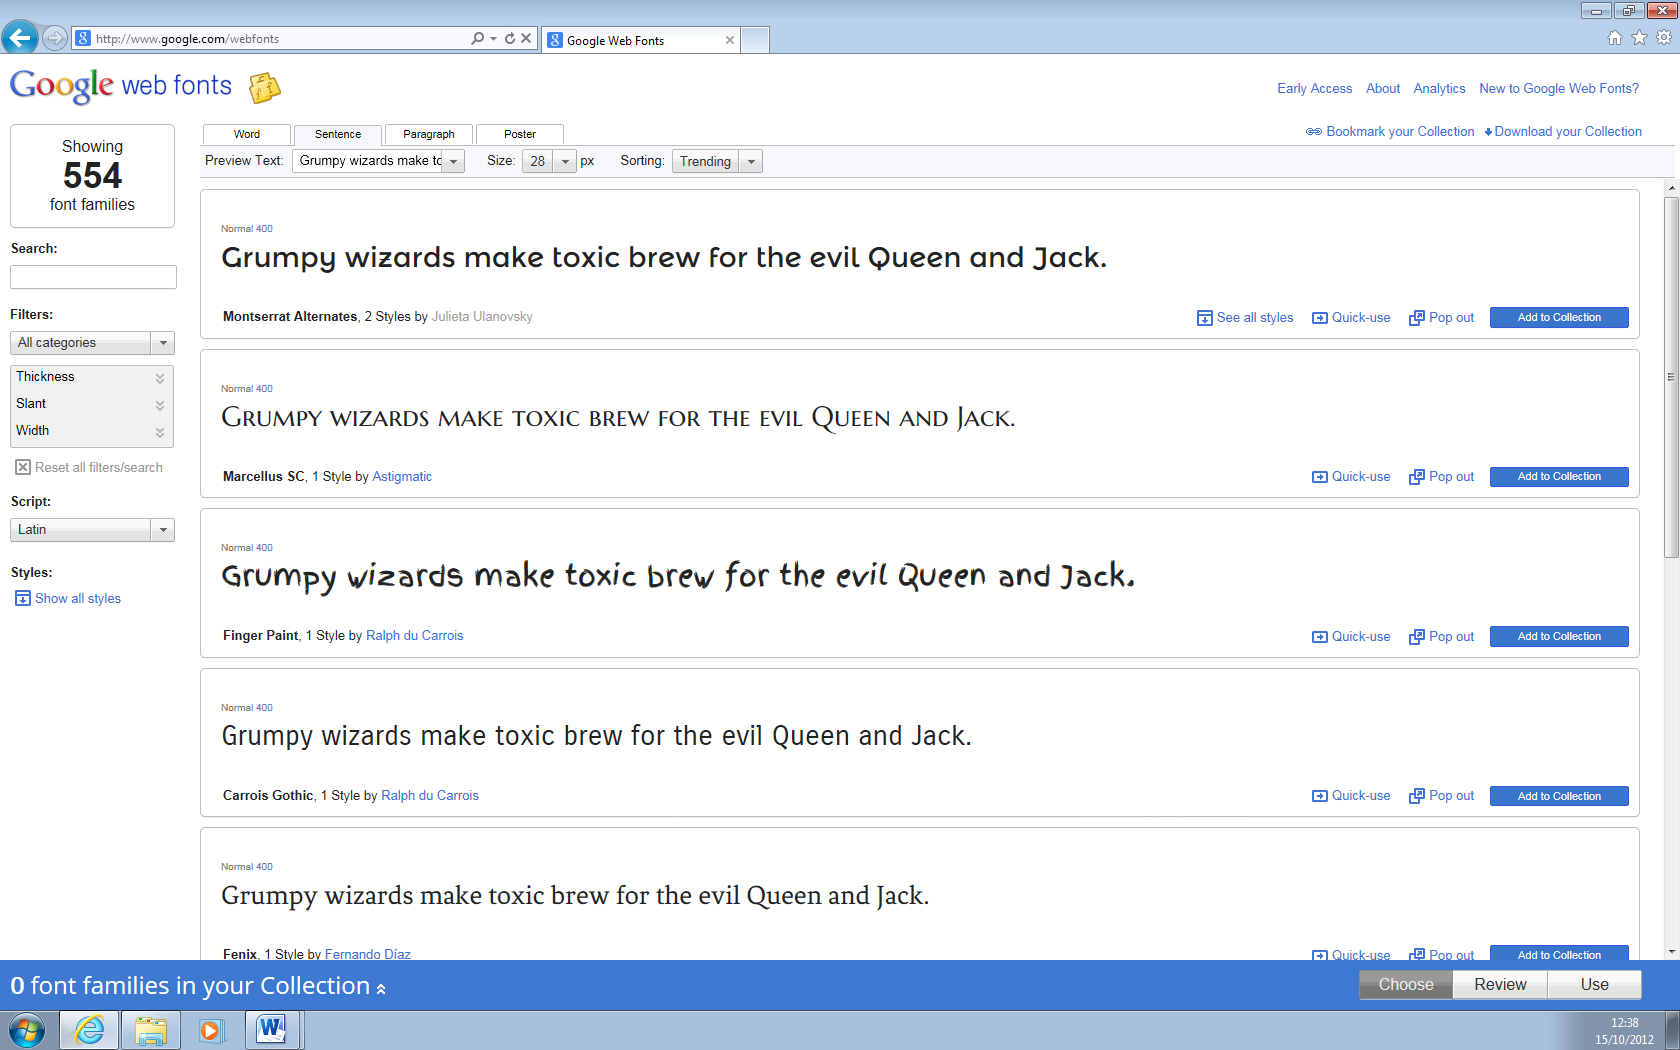 http://www.google.com/webfonts
Google Web Fonts
Google web fonts
Early Access About Analytics New to Google Web Fonts?
Bookmark your Collection Download your Collection
Showing
554
font families
Word Sentence Paragraph Poster
Preview Text: Grumpy wizards make to Size: 28 px Sorting: Trending
Search:
Filters:
All categories
Thickness
Slant
Width
Reset all filters/search
Script:
Latin
Styles:
Show all styles
Normal 400
Grumpy wizards make toxic brew for the evil Queen and Jack.
Montserrat Alternates, 2 Styles by Julieta Ulanovsky
See all styles Quick-use Pop out Add to Collection
Normal 400
Grumpy wizards make toxic brew for the evil Queen and Jack.
Marcellus SC, 1 Style by Astigmatic
Quick-use Pop out Add to Collection
Normal 400
Grumpy wizards make toxic brew for the evil Queen and Jack.
Finger Paint, 1 Style by Ralph du Carrois
Quick-use Pop out Add to Collection
Normal 400
Grumpy wizards make toxic brew for the evil Queen and Jack.
Carrois Gothic, 1 Style by Ralph du Carrois
Quick-use Pop out Add to Collection
Normal 400
Grumpy wizards make toxic brew for the evil Queen and Jack.
Fenix, 1 Style by Fernando Díaz
Quick-use Pop out Add to Collection
0 font families in your Collection
Choose Review Use
12:38
15/10/2012